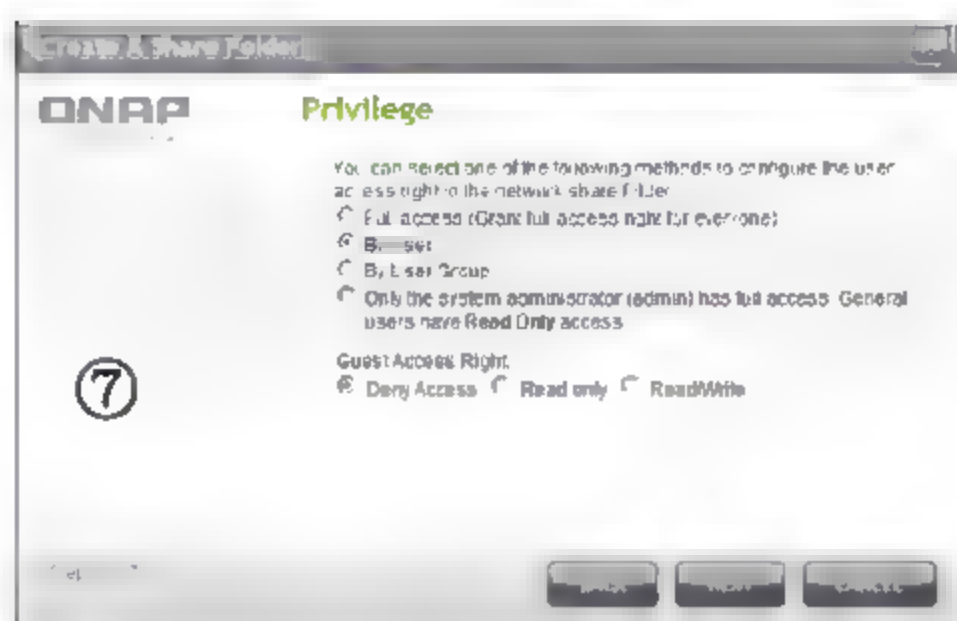 Create & Share Folder
QNAP
Privilege
You can select one of the following methods to configure the user
access right to the network share folder
Full access (Grant full access right for everyone)
By User
By User Group
Only the system administrator (admin) has full access. General
users have Read Only access
Guest Access Right:
Deny Access Read only Read/Write
7